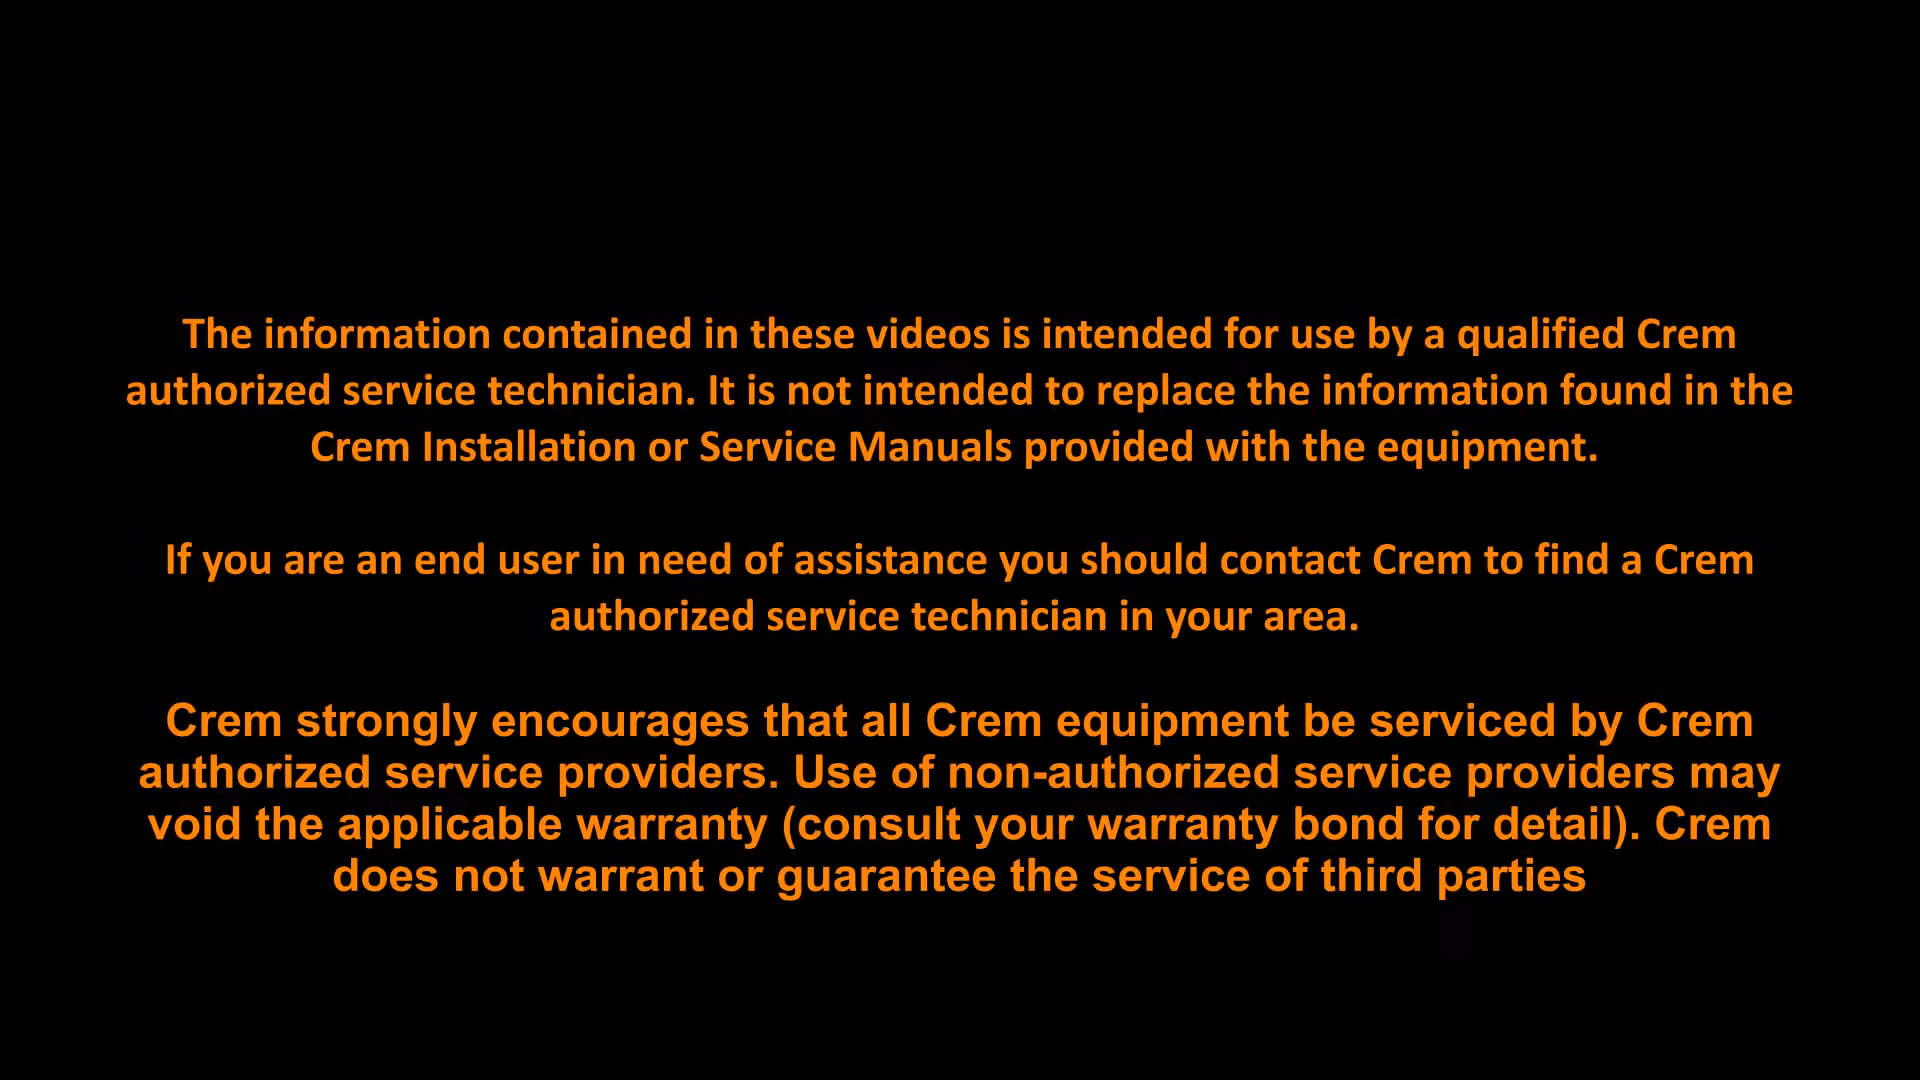 The information contained in these videos is intended for use by a qualified Crem
authorized service technician. It is not intended to replace the information found in the
Crem Installation or Service Manuals provided with the equipment.
If you are an end user in need of assistance you should contact Crem to find a Crem
authorized service technician in your area.
Crem strongly encourages that all Crem equipment be serviced by Crem
authorized service providers. Use of non-authorized service providers may
void the applicable warranty (consult your warranty bond for detail). Crem
does not warrant or guarantee the service of third parties